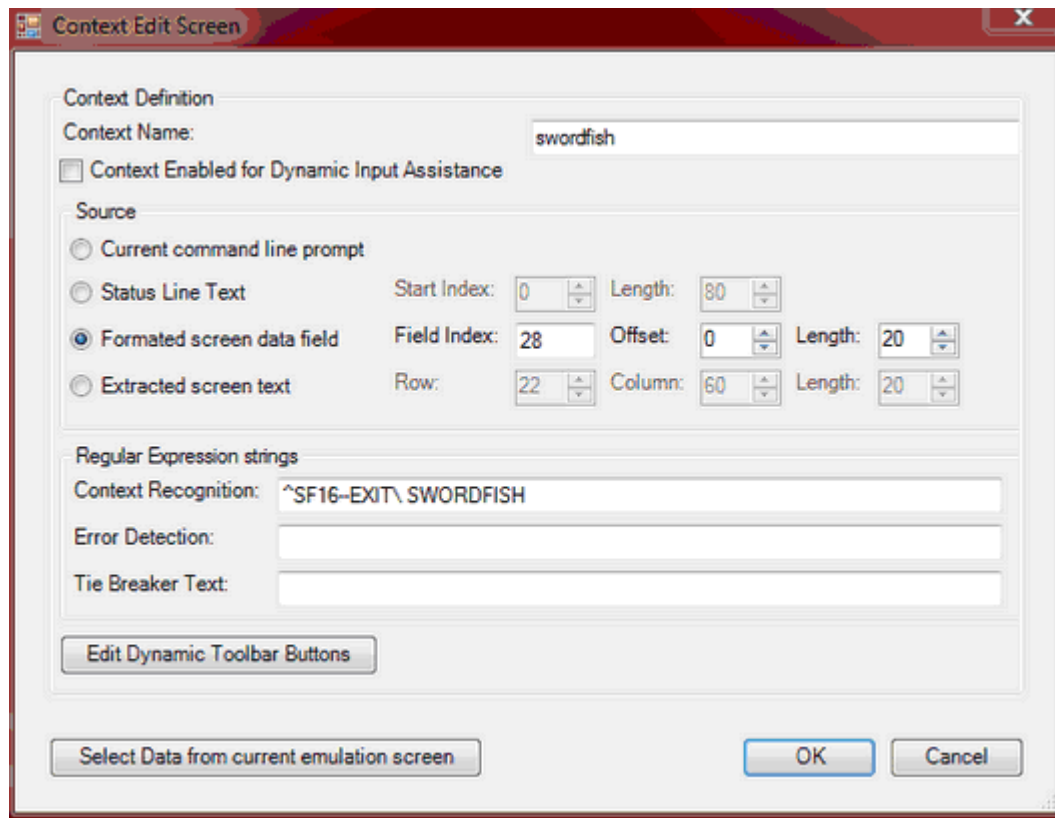 Context Edit Screen
Context Definition
Context Name: swordfish
Context Enabled for Dynamic Input Assistance
Source
Current command line prompt
Status Line Text Start Index: 0 Length: 80
Formated screen data field Field Index: 28 Offset: 0 Length: 20
Extracted screen text Row: 22 Column: 60 Length: 20
Regular Expression strings
Context Recognition: ^SF16--EXIT\ SWORDFISH
Error Detection:
Tie Breaker Text:
Edit Dynamic Toolbar Buttons
Select Data from current emulation screen OK Cancel